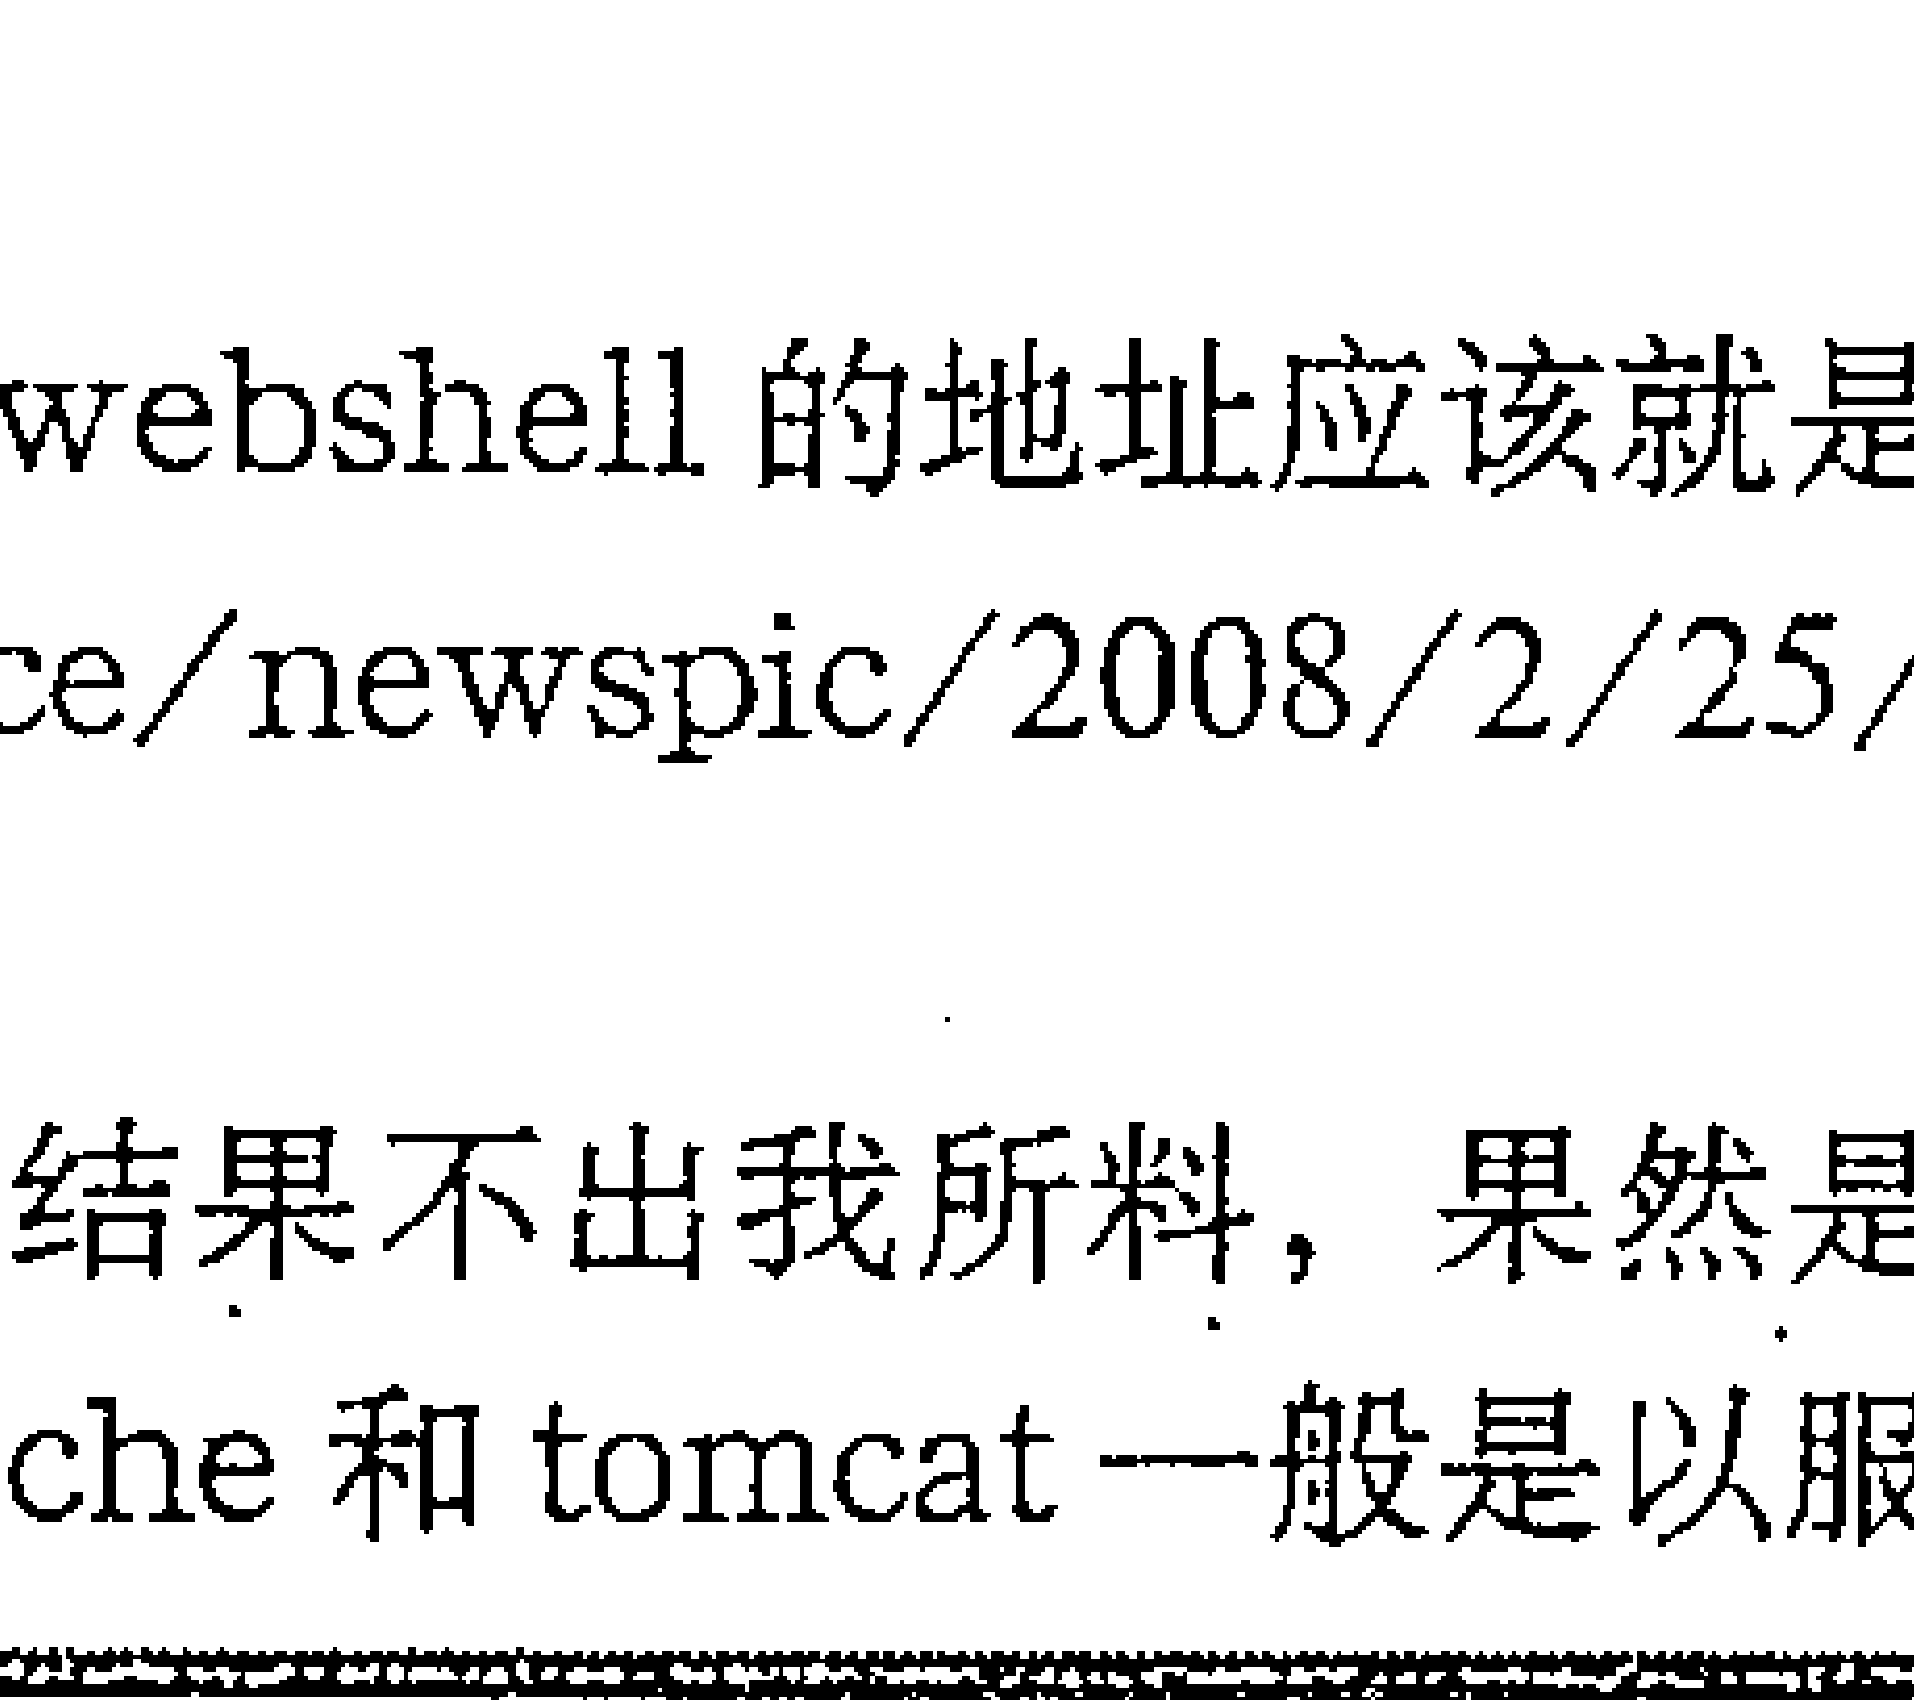 webshell 的地址应该就是
ce/newspic/2008/2/25/
结果不出我所料，果然是
che 和 tomcat 一般是以服